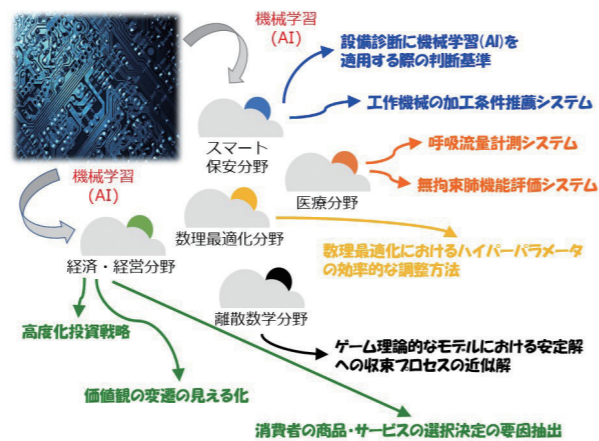 機械学習
(AI)
設備診断に機械学習(AI)を
適用する際の判断基準
工作機械の加工条件推薦システム
スマート
保安分野
呼吸流量計測システム
無拘束肺機能評価システム
医療分野
機械学習
(AI)
数理最適化分野
数理最適化におけるハイパーパラメータ
の効率的な調整方法
経済・経営分野
離散数学分野
高度化投資戦略
ゲーム理論的なモデルにおける安定解
への収束プロセスの近似解
価値観の変遷の見える化
消費者の商品・サービスの選択決定の要因抽出